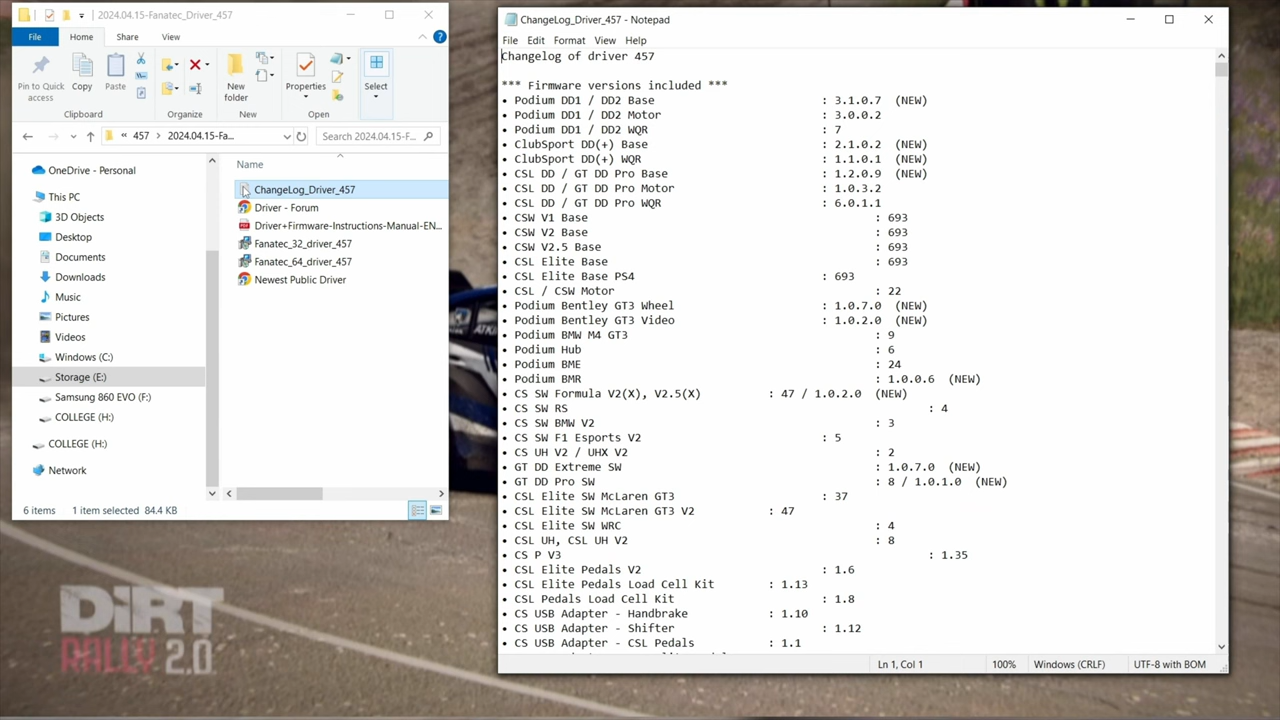 2024.04.15-Fanatec_Driver_457
File
Home
Share
View
Pin to Quick access
Copy
Paste
New folder
Properties
Select
Clipboard
Organize
New
Open
457
2024.04.15-Fa...
Search 2024.04.15-F...
OneDrive - Personal
This PC
3D Objects
Desktop
Documents
Downloads
Music
Pictures
Videos
Windows (C:)
Storage (E:)
Samsung 860 EVO (F:)
COLLEGE (H:)
COLLEGE (H:)
Network
Name
ChangeLog_Driver_457
Driver - Forum
Driver+Firmware-Instructions-Manual-EN...
Fanatec_32_driver_457
Fanatec_64_driver_457
Newest Public Driver
6 items 1 item selected 84.4 KB
ChangeLog_Driver_457 - Notepad
File Edit Format View Help
Changelog of driver 457
*** Firmware versions included ***
• Podium DD1 / DD2 Base : 3.1.0.7 (NEW)
• Podium DD1 / DD2 Motor : 3.0.0.2
• Podium DD1 / DD2 WQR : 7
• ClubSport DD(+) Base : 2.1.0.2 (NEW)
• ClubSport DD(+) WQR : 1.1.0.1 (NEW)
• CSL DD / GT DD Pro Base : 1.2.0.9 (NEW)
• CSL DD / GT DD Pro Motor : 1.0.3.2
• CSL DD / GT DD Pro WQR : 6.0.1.1
• CSW V1 Base : 693
• CSW V2 Base : 693
• CSW V2.5 Base : 693
• CSL Elite Base : 693
• CSL Elite Base PS4 : 693
• CSL / CSW Motor : 22
• Podium Bentley GT3 Wheel : 1.0.7.0 (NEW)
• Podium Bentley GT3 Video : 1.0.2.0 (NEW)
• Podium BMW M4 GT3 : 9
• Podium Hub : 6
• Podium BME : 24
• Podium BMR : 1.0.0.6 (NEW)
• CS SW Formula V2(X), V2.5(X) : 47 / 1.0.2.0 (NEW)
• CS SW RS : 4
• CS SW BMW V2 : 3
• CS SW F1 Esports V2 : 5
• CS UH V2 / UHX V2 : 2
• GT DD Extreme SW : 1.0.7.0 (NEW)
• GT DD Pro SW : 8 / 1.0.1.0 (NEW)
• CSL Elite SW McLaren GT3 : 37
• CSL Elite SW McLaren GT3 V2 : 47
• CSL Elite SW WRC : 4
• CSL UH, CSL UH V2 : 8
• CS P V3 : 1.35
• CSL Elite Pedals V2 : 1.6
• CSL Elite Pedals Load Cell Kit : 1.13
• CSL Pedals Load Cell Kit : 1.8
• CS USB Adapter - Handbrake : 1.10
• CS USB Adapter - Shifter : 1.12
• CS USB Adapter - CSL Pedals : 1.1
Ln 1, Col 1 100% Windows (CRLF) UTF-8 with BOM
DiRT
RALLY 2.0